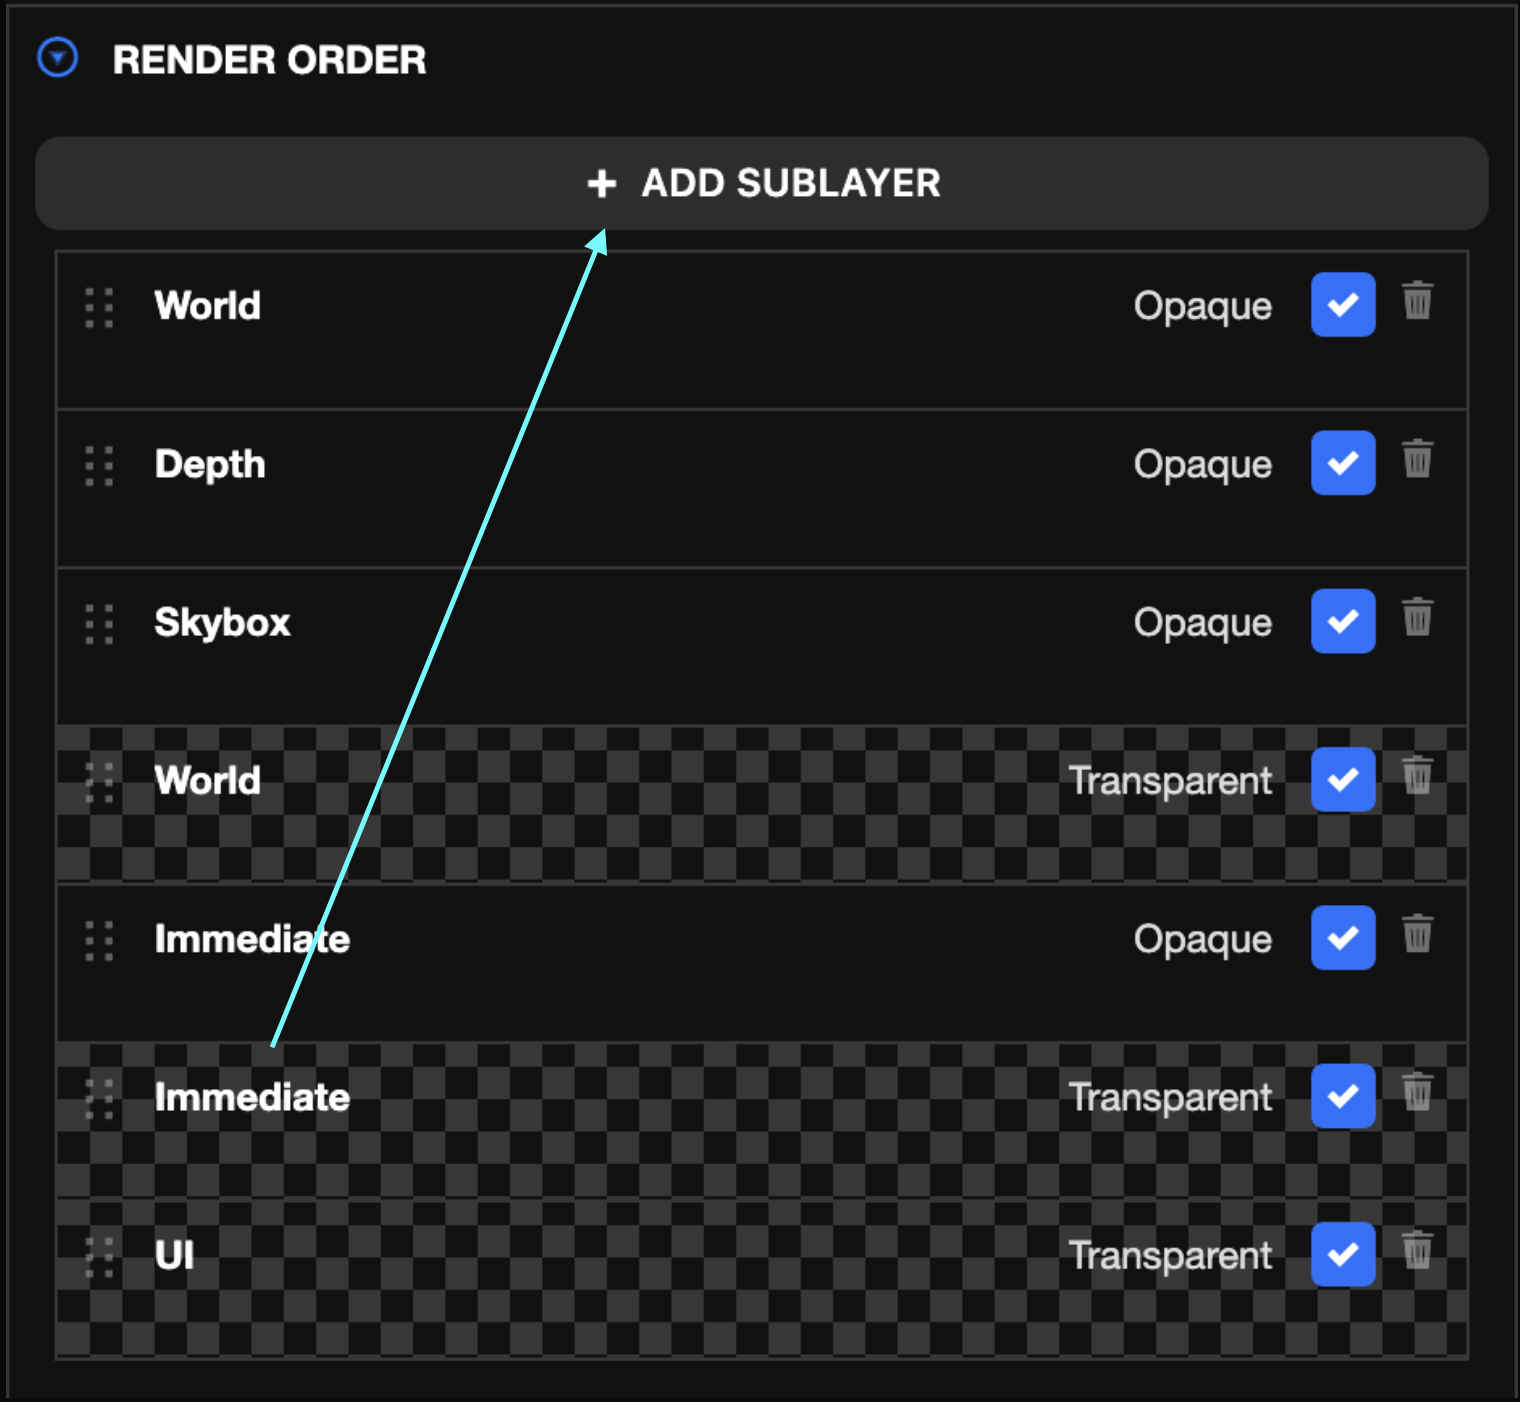 RENDER ORDER
+ ADD SUBLAYER
World Opaque
Depth Opaque
Skybox Opaque
World Transparent
Immediate Opaque
Immediate Transparent
UI Transparent